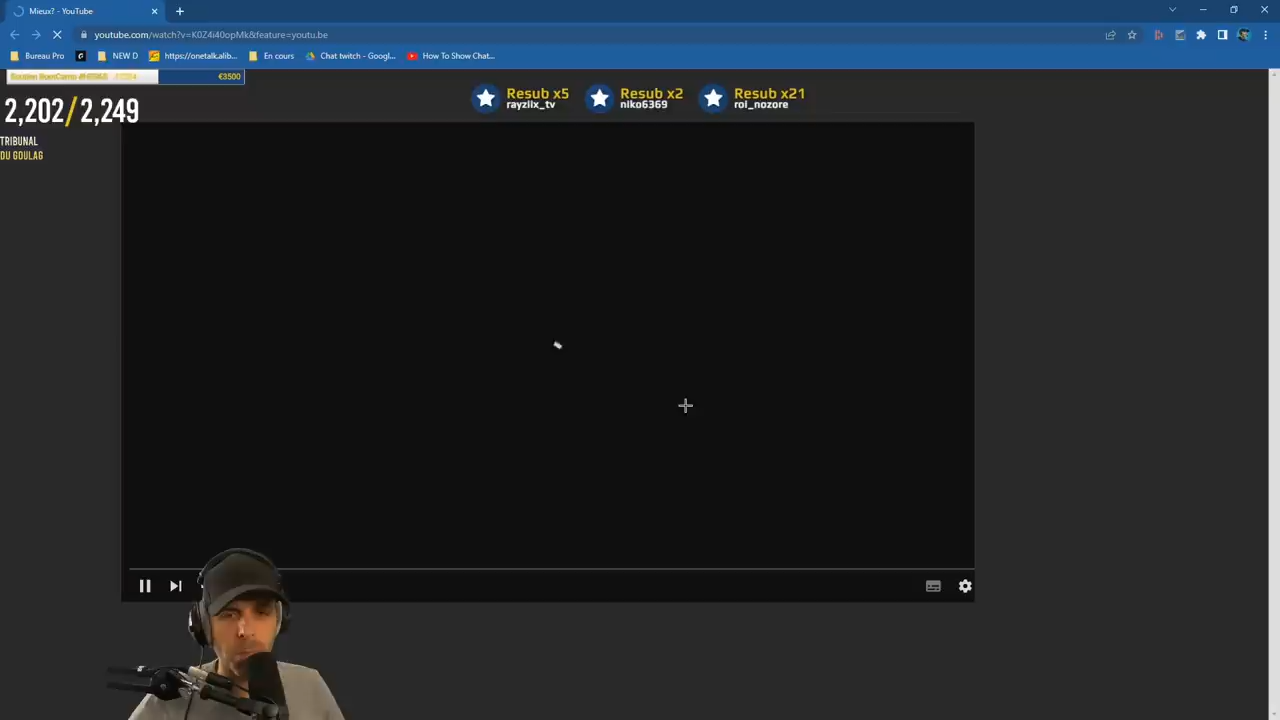 Mieux? - YouTube
youtube.com/watch?v=K0Z4i40opMk&feature=youtu.be
Bureau Pro
NEW D
https://onetalk.alib...
En cours
Chat twitch - Googl...
How To Show Chat...
€3500
2,202/2,249
TRIBUNAL
DU GOULAG
Resub x5
rayziix_tv
Resub x2
niko6369
Resub x21
roi_nozore